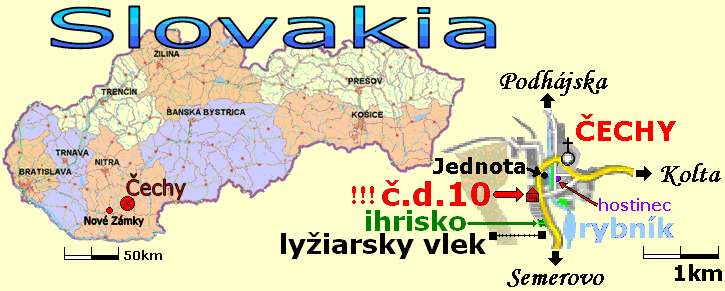 Slovakia
ŽILINA
TRENČÍN
PREŠOV
BANSKÁ BYSTRICA
KOŠICE
TRNAVA
NITRA
BRATISLAVA
Čechy
Nové Zámky
50km
Podhájska
ČECHY
Jednota
Kolta
!!! č.d.10
hostinec
ihrisko
rybník
lyžiarsky vlek
1km
Semerovo